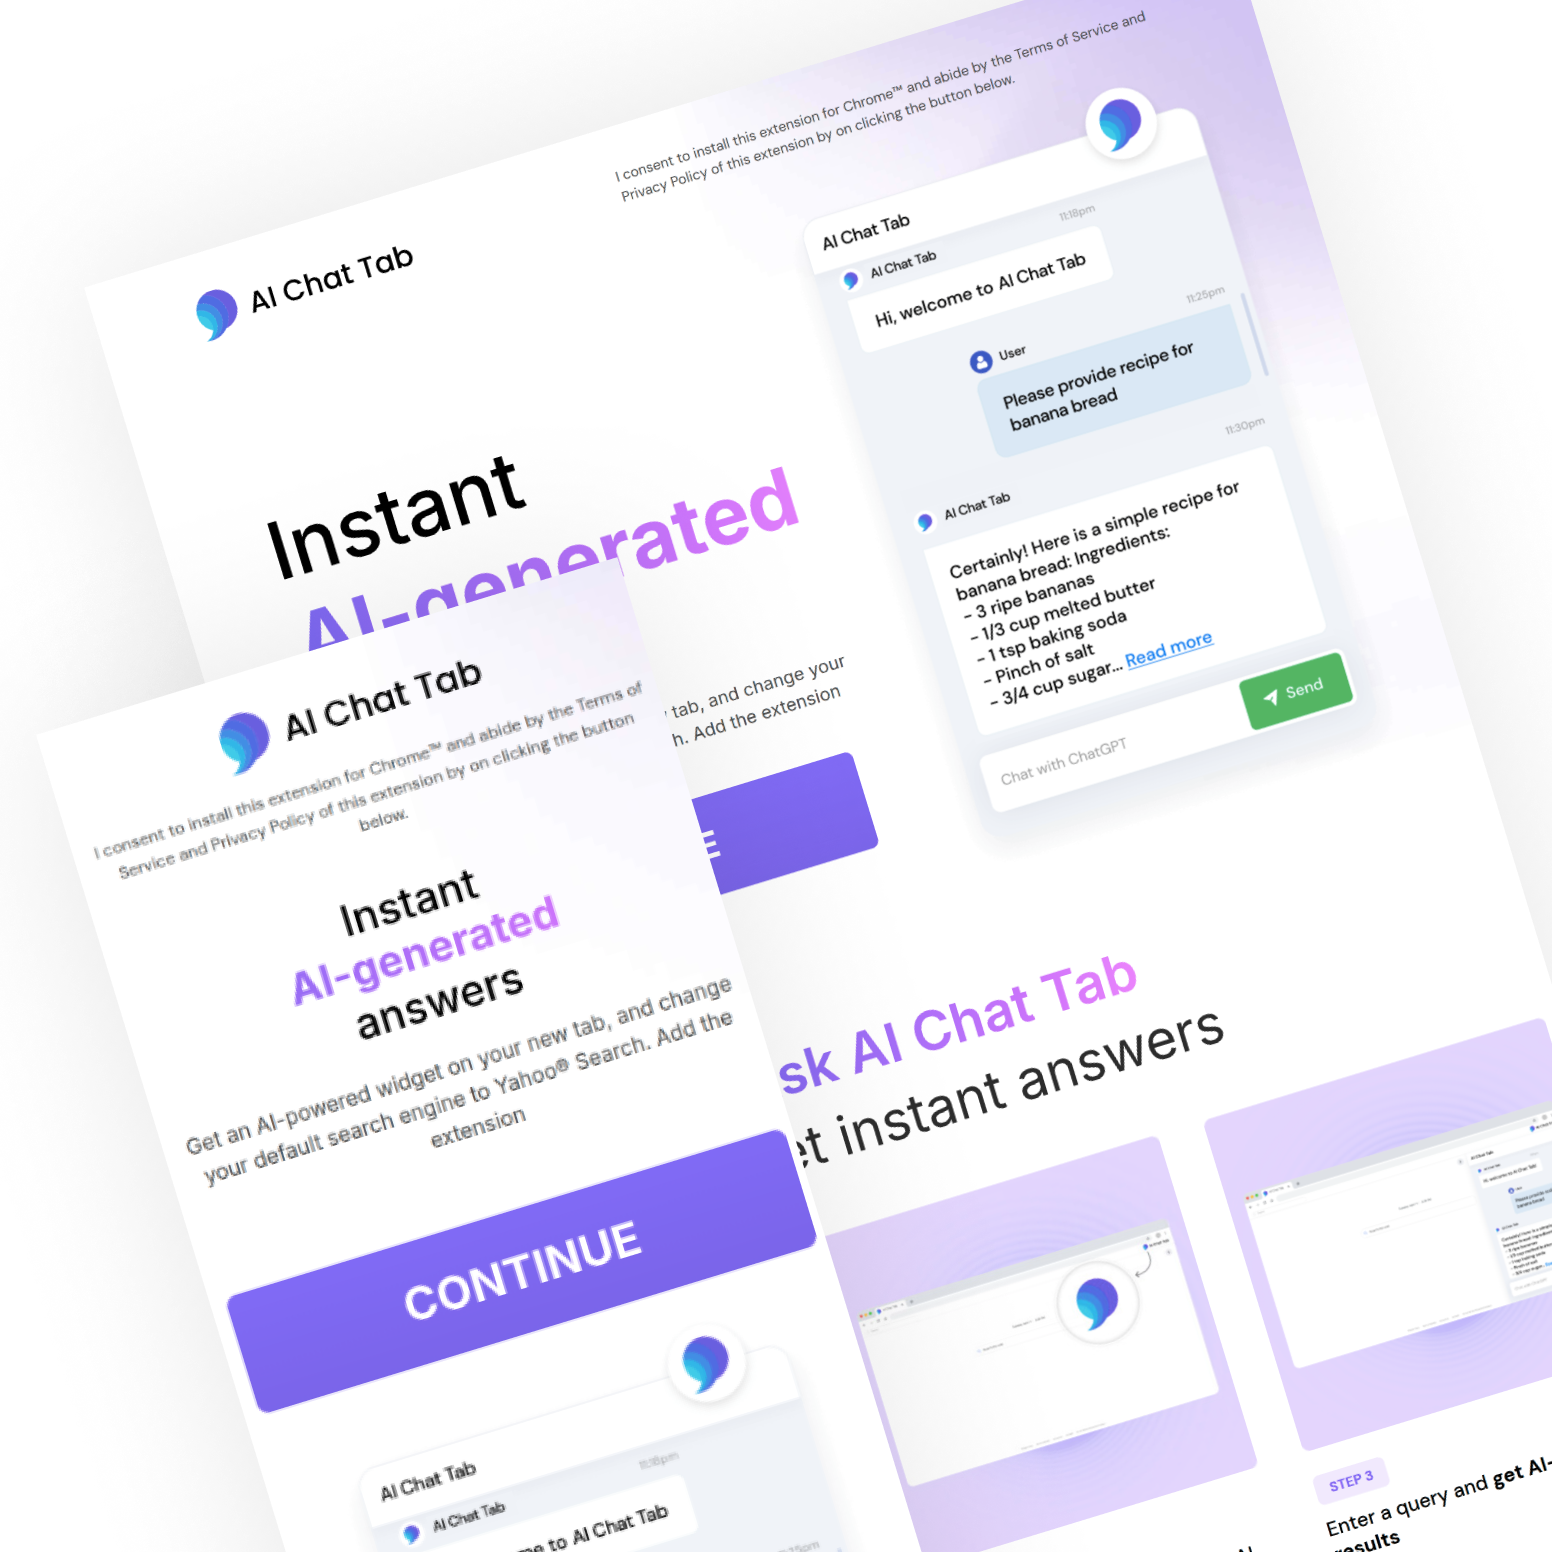 I consent to install this extension for Chrome™ and abide by the Terms of Service and
Privacy Policy of this extension by on clicking the button below.
AI Chat Tab
Instant
AI-generated
tab, and change your
h. Add the extension
E
AI Chat Tab
AI Chat Tab
11:18pm
Hi, welcome to AI Chat Tab
11:25pm
User
Please provide recipe for
banana bread
11:30pm
AI Chat Tab
Certainly! Here is a simple recipe for
banana bread: Ingredients:
- 3 ripe bananas
- 1/3 cup melted butter
- 1 tsp baking soda
- Pinch of salt
- 3/4 cup sugar... Read more
Chat with ChatGPT
Send
sk AI Chat Tab
et instant answers
STEP 3
Enter a query and get AI-
results
AI Chat Tab
I consent to install this extension for Chrome™ and abide by the Terms of
Service and Privacy Policy of this extension by on clicking the button
below.
Instant
AI-generated
answers
Get an AI-powered widget on your new tab, and change
your default search engine to Yahoo® Search. Add the
extension
CONTINUE
AI Chat Tab
AI Chat Tab
11:18pm
me to AI Chat Tab